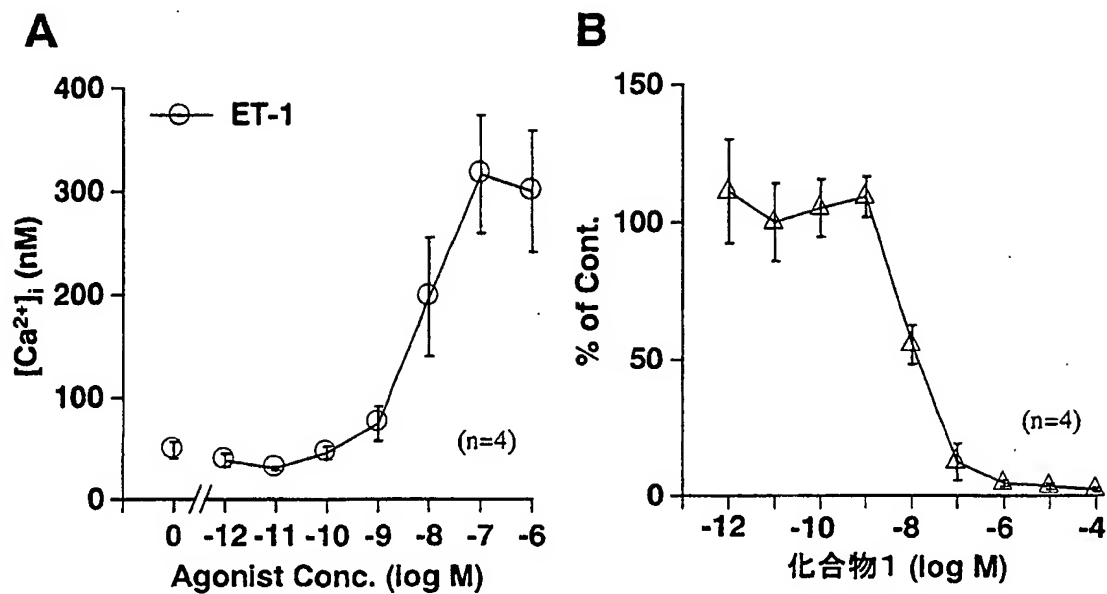 A
400
300
200
100
0
[Ca²⁺]ᵢ (nM)
ET-1
(n=4)
0 -12 -11 -10 -9 -8 -7 -6
Agonist Conc. (log M)
B
150
100
50
0
% of Cont.
(n=4)
-12 -10 -8 -6 -4
化合物1 (log M)